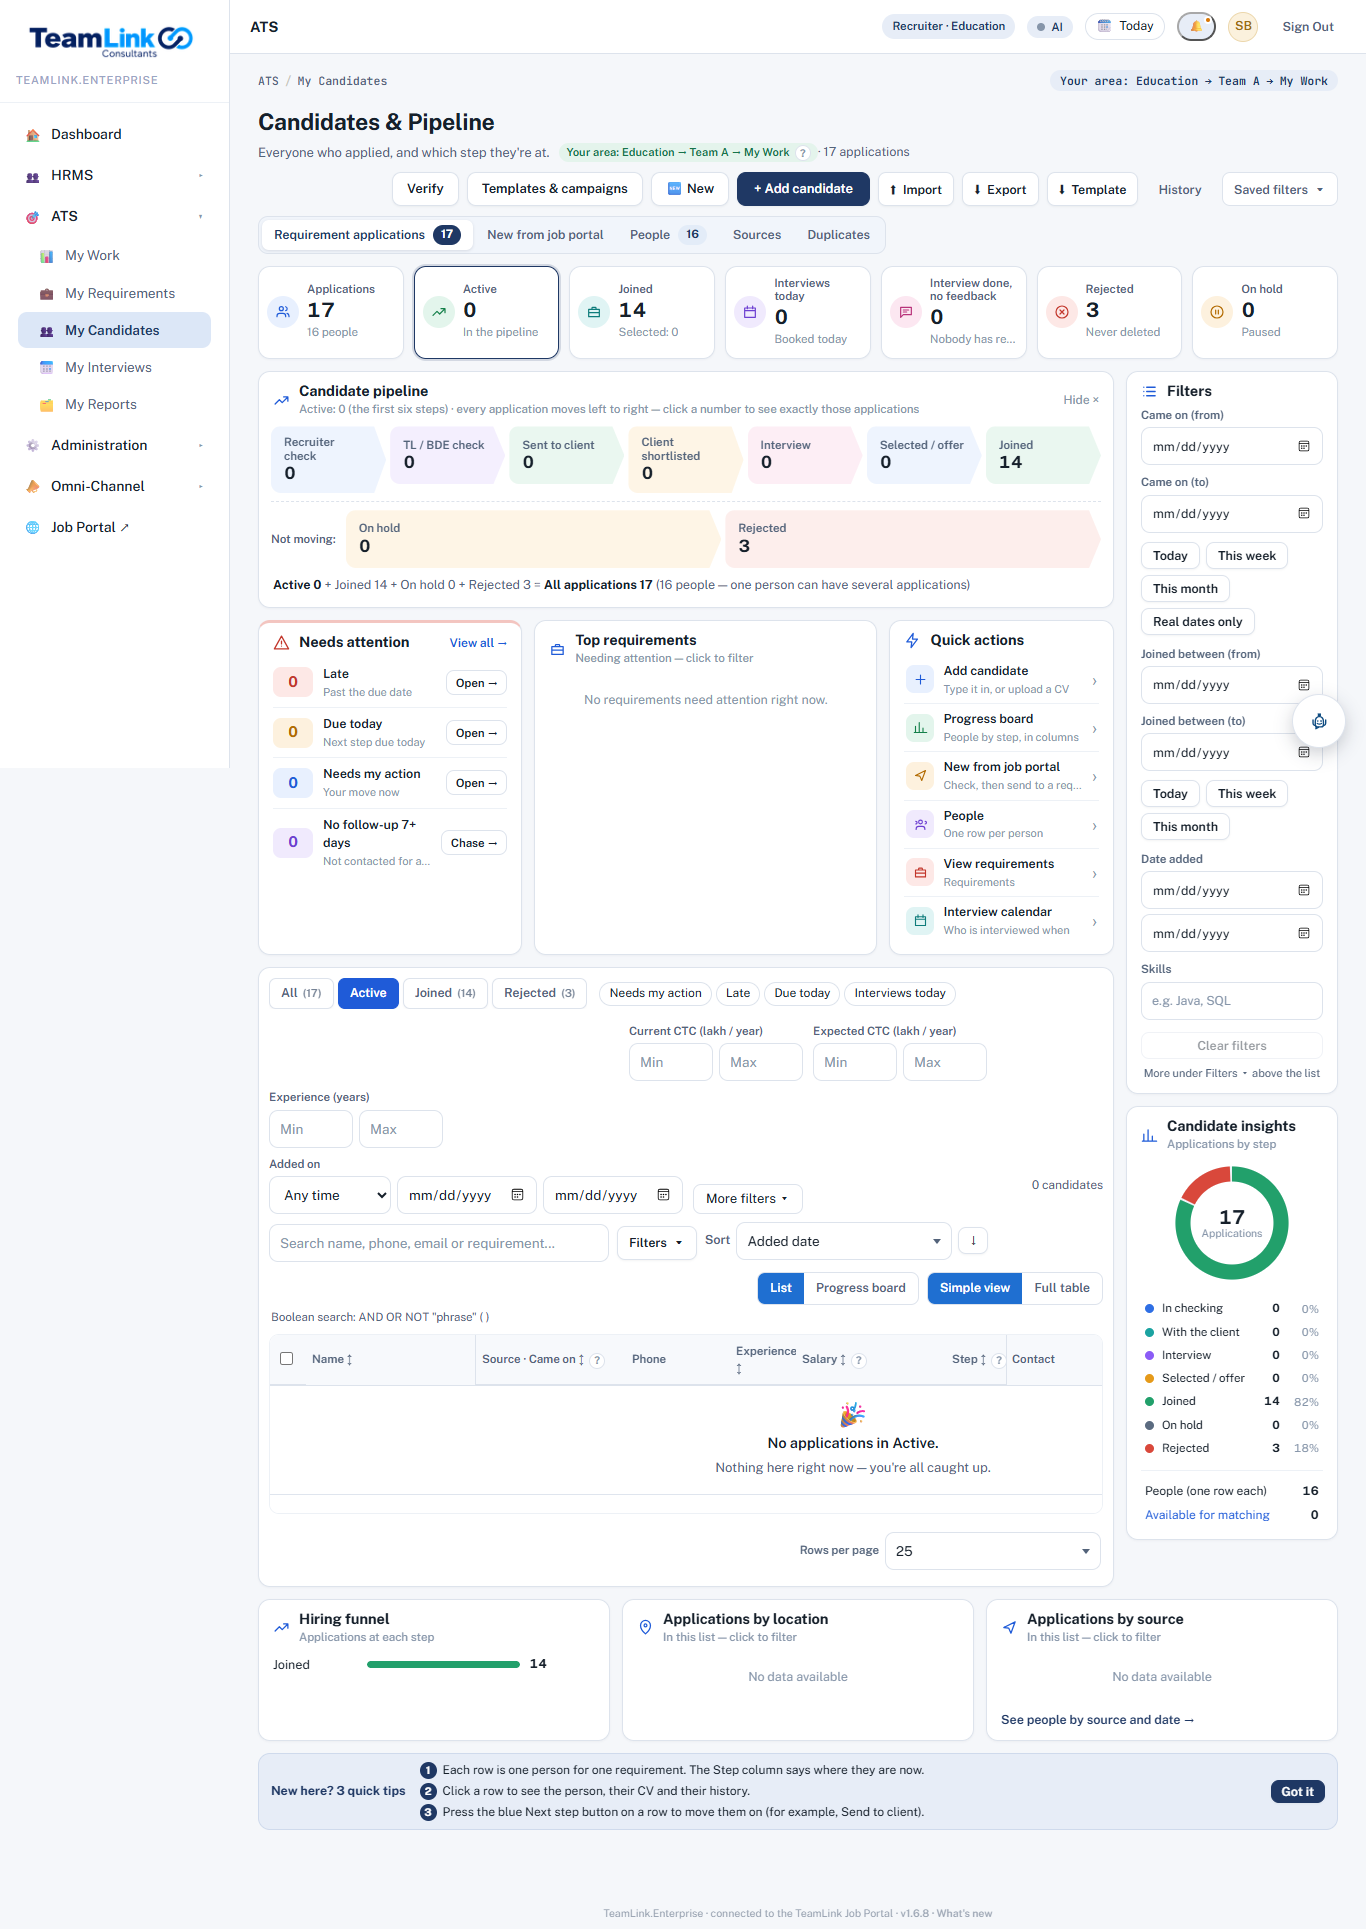 TeamLink
Consultants
TEAMLINK.ENTERPRISE
Dashboard
HRMS
ATS
My Work
My Requirements
My Candidates
My Interviews
My Reports
Administration
Omni-Channel
Job Portal ↗
ATS
Recruiter · Education
AI
Today
SB
Sign Out
ATS / My Candidates
Your area: Education → Team A → My Work
Candidates & Pipeline
Everyone who applied, and which step they're at. Your area: Education → Team A → My Work ? · 17 applications
Verify
Templates & campaigns
NEW New
+ Add candidate
⬆ Import
⬇ Export
⬇ Template
History
Saved filters
Requirement applications 17
New from job portal
People 16
Sources
Duplicates
Applications
17
16 people
Active
0
In the pipeline
Joined
14
Selected: 0
Interviews today
0
Booked today
Interview done, no feedback
0
Nobody has re...
Rejected
3
Never deleted
On hold
0
Paused
Candidate pipeline
Active: 0 (the first six steps) · every application moves left to right — click a number to see exactly those applications
Hide ×
Recruiter check
0
TL / BDE check
0
Sent to client
0
Client shortlisted
0
Interview
0
Selected / offer
0
Joined
14
Not moving:
On hold
0
Rejected
3
Active 0 + Joined 14 + On hold 0 + Rejected 3 = All applications 17 (16 people — one person can have several applications)
Needs attention
View all →
0
Late
Past the due date
Open →
0
Due today
Next step due today
Open →
0
Needs my action
Your move now
Open →
0
No follow-up 7+ days
Not contacted for a...
Chase →
Top requirements
Needing attention — click to filter
No requirements need attention right now.
Quick actions
Add candidate
Type it in, or upload a CV
Progress board
People by step, in columns
New from job portal
Check, then send to a req...
People
One row per person
View requirements
Requirements
Interview calendar
Who is interviewed when
Filters
Came on (from)
mm/dd/yyyy
Came on (to)
mm/dd/yyyy
Today
This week
This month
Real dates only
Joined between (from)
mm/dd/yyyy
Joined between (to)
mm/dd/yyyy
Today
This week
This month
Date added
mm/dd/yyyy
mm/dd/yyyy
Skills
e.g. Java, SQL
Clear filters
More under Filters ▾ above the list
All (17)
Active
Joined (14)
Rejected (3)
Needs my action
Late
Due today
Interviews today
Current CTC (lakh / year)
Min
Max
Expected CTC (lakh / year)
Min
Max
Experience (years)
Min
Max
Added on
Any time
mm/dd/yyyy
mm/dd/yyyy
More filters ▾
0 candidates
Search name, phone, email or requirement...
Filters ▾
Sort
Added date
↓
List
Progress board
Simple view
Full table
Boolean search: AND OR NOT "phrase" ( )
Name ↕
Source · Came on ↕ ?
Phone
Experience ↕
Salary ↕ ?
Step ↕ ?
Contact
No applications in Active.
Nothing here right now — you're all caught up.
Rows per page
25
Candidate insights
Applications by step
17
Applications
In checking 0 0%
With the client 0 0%
Interview 0 0%
Selected / offer 0 0%
Joined 14 82%
On hold 0 0%
Rejected 3 18%
People (one row each) 16
Available for matching 0
Hiring funnel
Applications at each step
Joined 14
Applications by location
In this list — click to filter
No data available
Applications by source
In this list — click to filter
No data available
See people by source and date →
New here? 3 quick tips
1 Each row is one person for one requirement. The Step column says where they are now.
2 Click a row to see the person, their CV and their history.
3 Press the blue Next step button on a row to move them on (for example, Send to client).
Got it
TeamLink.Enterprise · connected to the TeamLink Job Portal · v1.6.8 · What's new